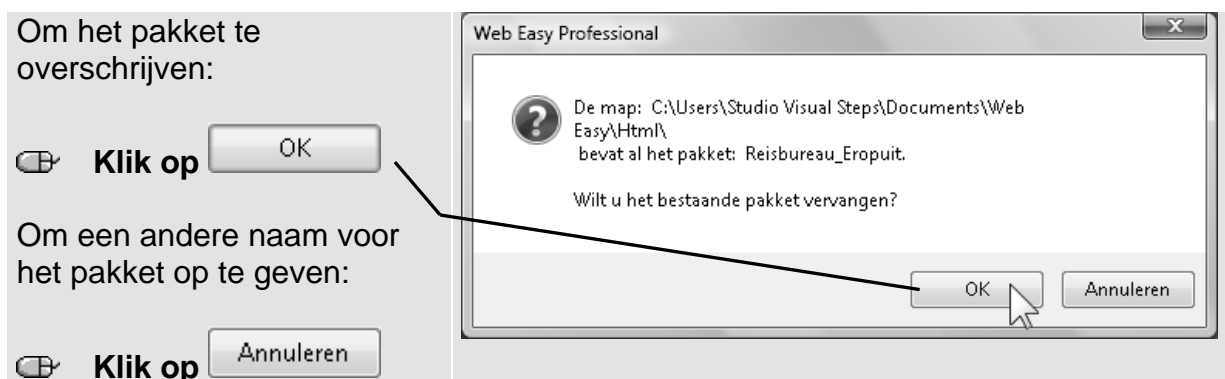 Om het pakket te
overschrijven:
Klik op OK
Om een andere naam voor
het pakket op te geven:
Klik op Annuleren
Web Easy Professional
De map: C:\Users\Studio Visual Steps\Documents\Web
Easy\Html\
bevat al het pakket: Reisbureau_Eropuit.
Wilt u het bestaande pakket vervangen?
OK Annuleren